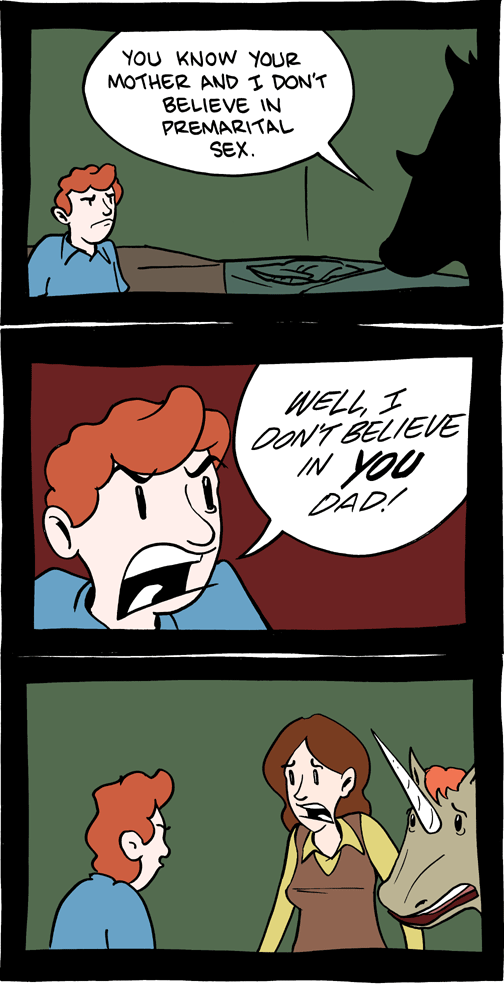 YOU KNOW YOUR
MOTHER AND I DON'T
BELIEVE IN
PREMARITAL
SEX.
WELL, I
DON'T BELIEVE
IN YOU
DAD!